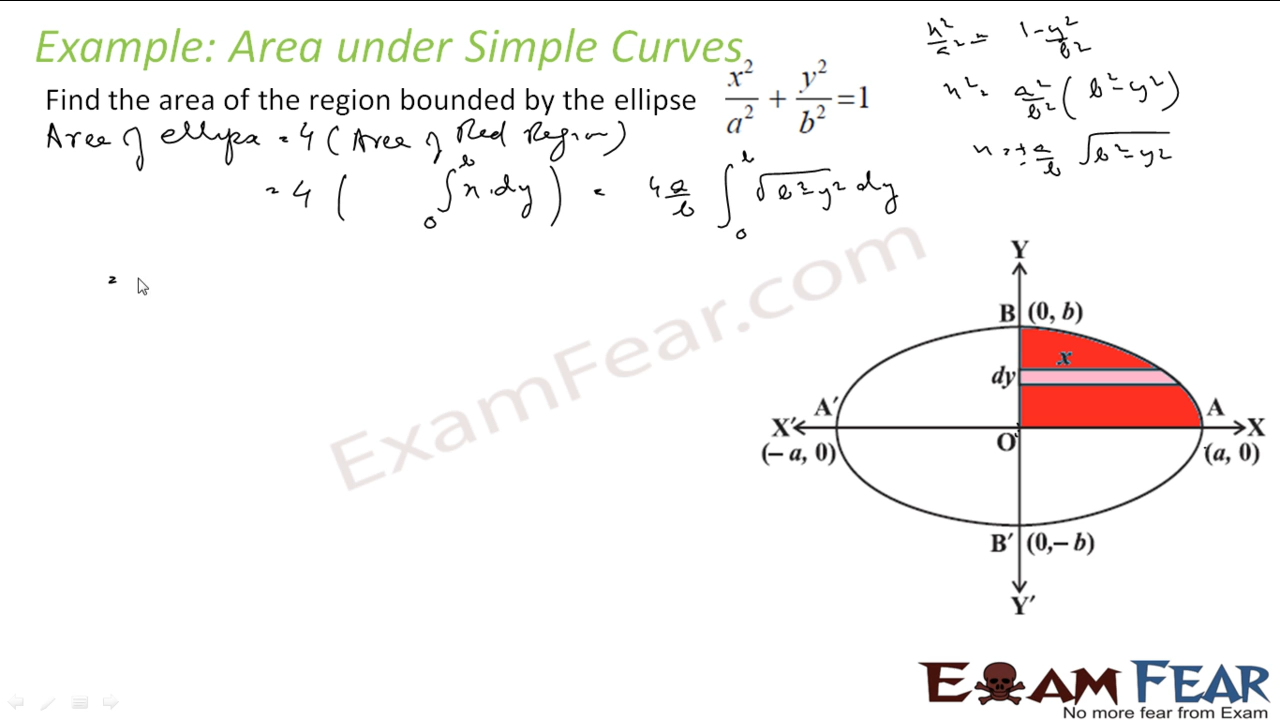 Example: Area under Simple Curves
Find the area of the region bounded by the ellipse x²/a² + y²/b² = 1
x²/a² = 1 - y²/b²
x² = a²/b² (b² - y²)
x = ± a/b √(b² - y²)
Area of ellipse = 4 (Area of Red Region)
= 4 ( ∫₀ᵇ x.dy ) = 4 a/b ∫₀ᵇ √(b² - y²) dy
=
Y
B (0, b)
x
dy
A′ A
X′ X
O
(– a, 0) (a, 0)
B′ (0,– b)
Y′
ExamFear.com
EXAM FEAR
No more fear from Exam